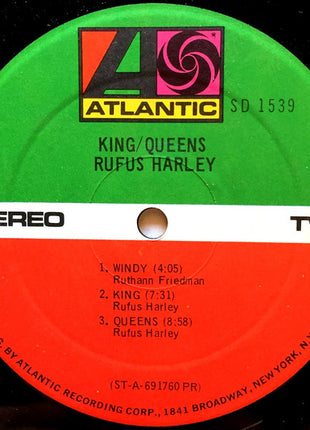 ATLANTIC
SD 1539
KING/QUEENS
RUFUS HARLEY
EREO
1. WINDY (4:05)
Ruthann Friedman
2. KING (7:31)
Rufus Harley
3. QUEENS (8:58)
Rufus Harley
(ST-A-691760 PR)
G. BY ATLANTIC RECORDING CORP., 1841 BROADWAY, NEW YORK, N